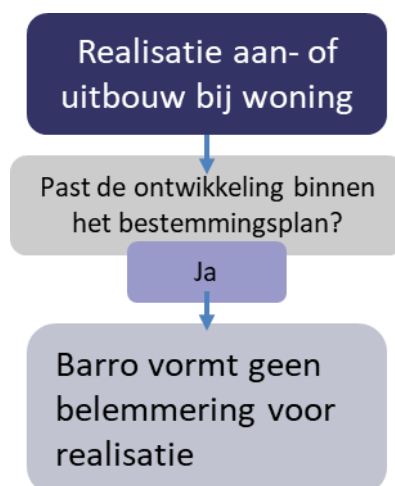 Realisatie aan- of
uitbouw bij woning
Past de ontwikkeling binnen
het bestemmingsplan?
Ja
Barro vormt geen
belemmering voor
realisatie